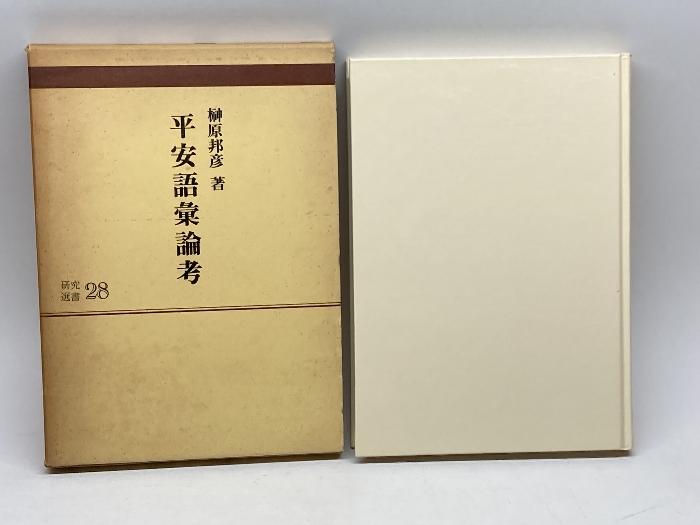 榊原邦彦 著
平安語彙論考
研究
選書 28